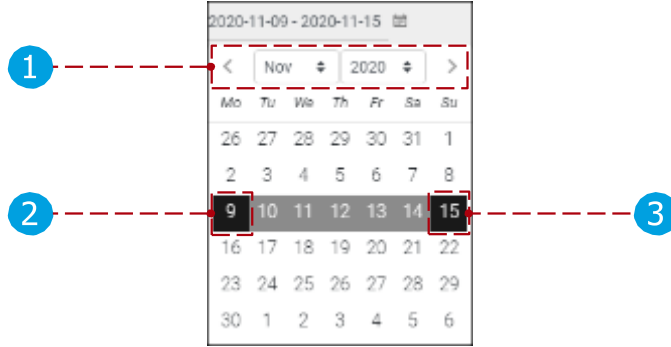 2020-11-09 - 2020-11-15
1
< Nov 2020 >
Mo Tu We Th Fr Sa Su
26 27 28 29 30 31 1
2 3 4 5 6 7 8
2 9 10 11 12 13 14 15 3
16 17 18 19 20 21 22
23 24 25 26 27 28 29
30 1 2 3 4 5 6